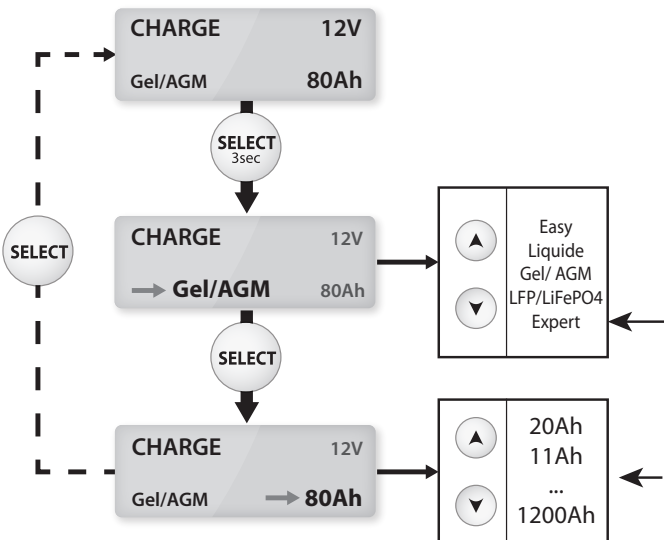 CHARGE 12V
Gel/AGM 80Ah
SELECT
3sec
SELECT
CHARGE 12V
Gel/AGM 80Ah
Easy
Liquide
Gel/ AGM
LFP/LiFePO4
Expert
SELECT
CHARGE 12V
Gel/AGM 80Ah
20Ah
11Ah
...
1200Ah